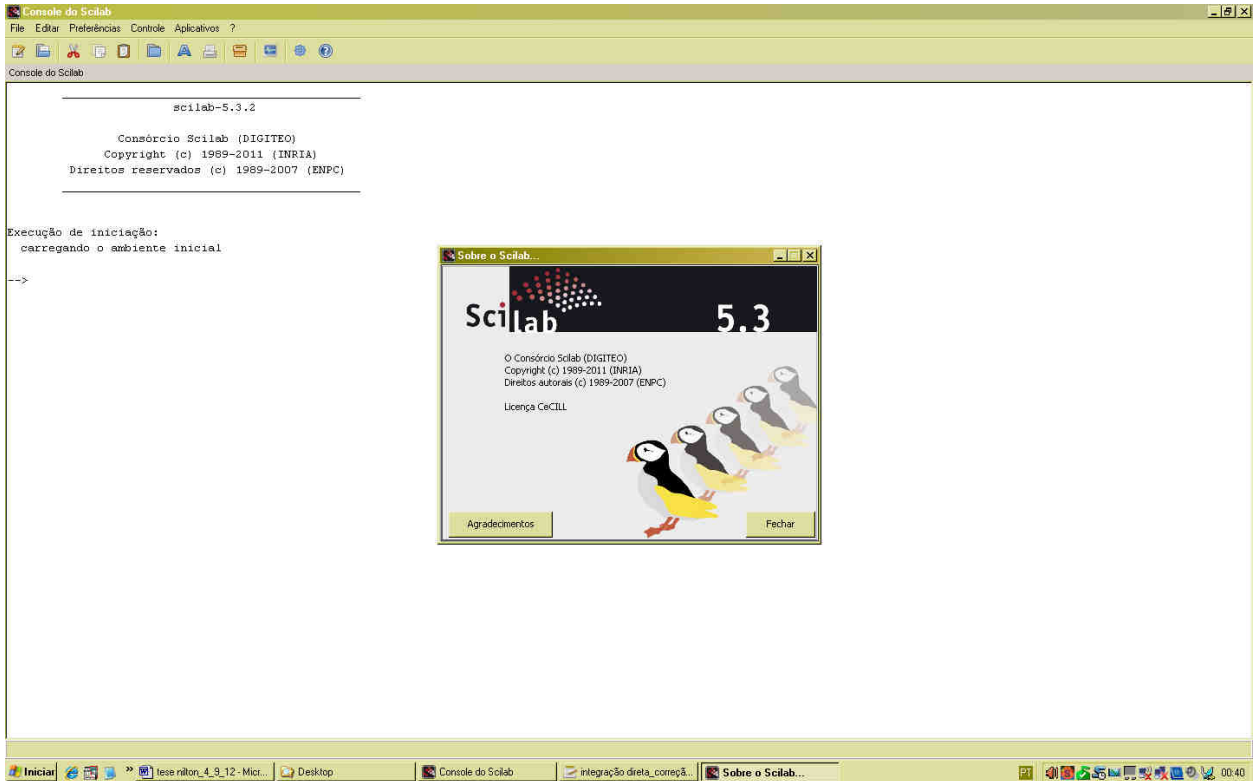 Console do Scilab
File Editar Preferências Controle Aplicativos ?
Console do Scilab
scilab-5.3.2
Consórcio Scilab (DIGITEO)
Copyright (c) 1989-2011 (INRIA)
Direitos reservados (c) 1989-2007 (ENPC)
Execução de iniciação:
carregando o ambiente inicial
-->
Sobre o Scilab...
Scilab 5.3
O Consórcio Scilab (DIGITEO)
Copyright (c) 1989-2011 (INRIA)
Direitos autorais (c) 1989-2007 (ENPC)
Licença CeCILL
Agradecimentos Fechar
Iniciar » tese nilton_4_9_12 - Micr... Desktop Console do Scilab integração direta_correçã... Sobre o Scilab... PT 00:40